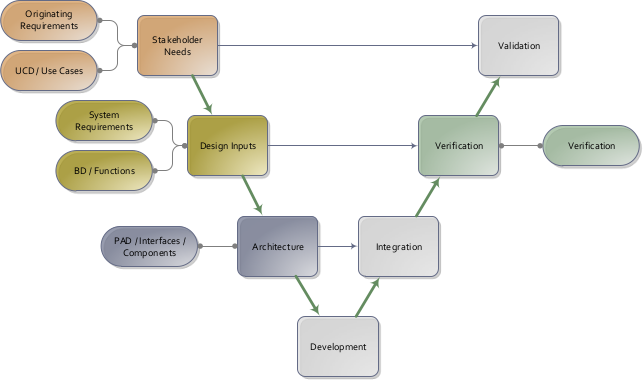 Originating
Requirements
UCD / Use Cases
Stakeholder
Needs
Validation
System
Requirements
BD / Functions
Design Inputs
Verification
Verification
PAD / Interfaces /
Components
Architecture
Integration
Development